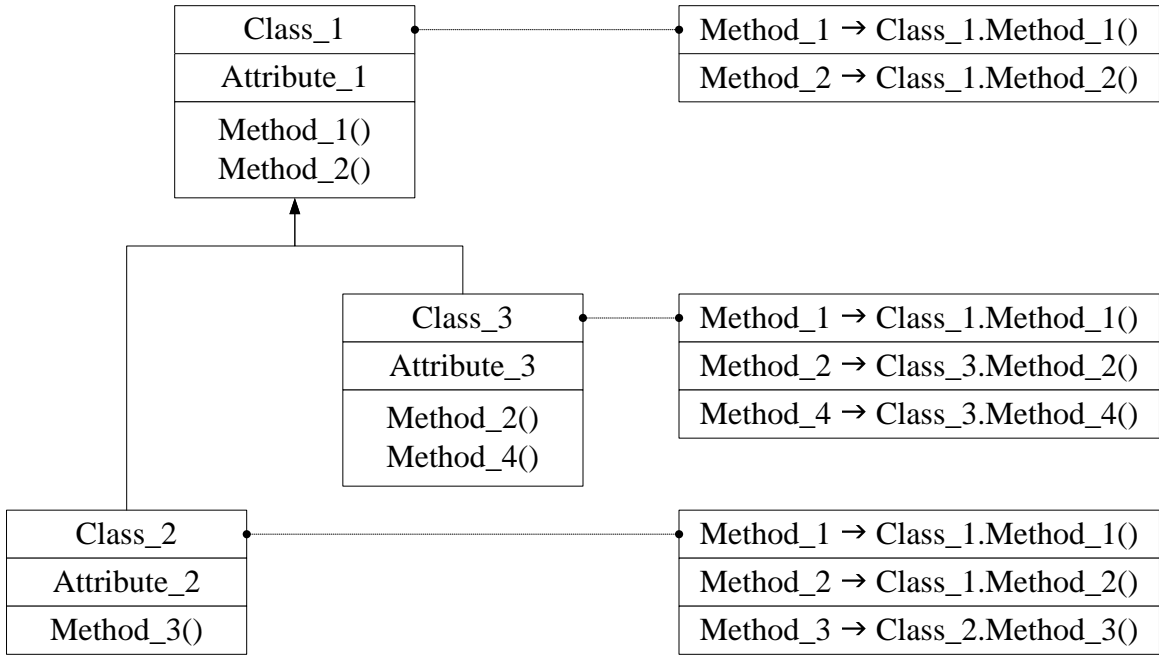 Class_1
Attribute_1
Method_1()
Method_2()
Method_1 → Class_1.Method_1()
Method_2 → Class_1.Method_2()
Class_3
Attribute_3
Method_2()
Method_4()
Method_1 → Class_1.Method_1()
Method_2 → Class_3.Method_2()
Method_4 → Class_3.Method_4()
Class_2
Attribute_2
Method_3()
Method_1 → Class_1.Method_1()
Method_2 → Class_1.Method_2()
Method_3 → Class_2.Method_3()